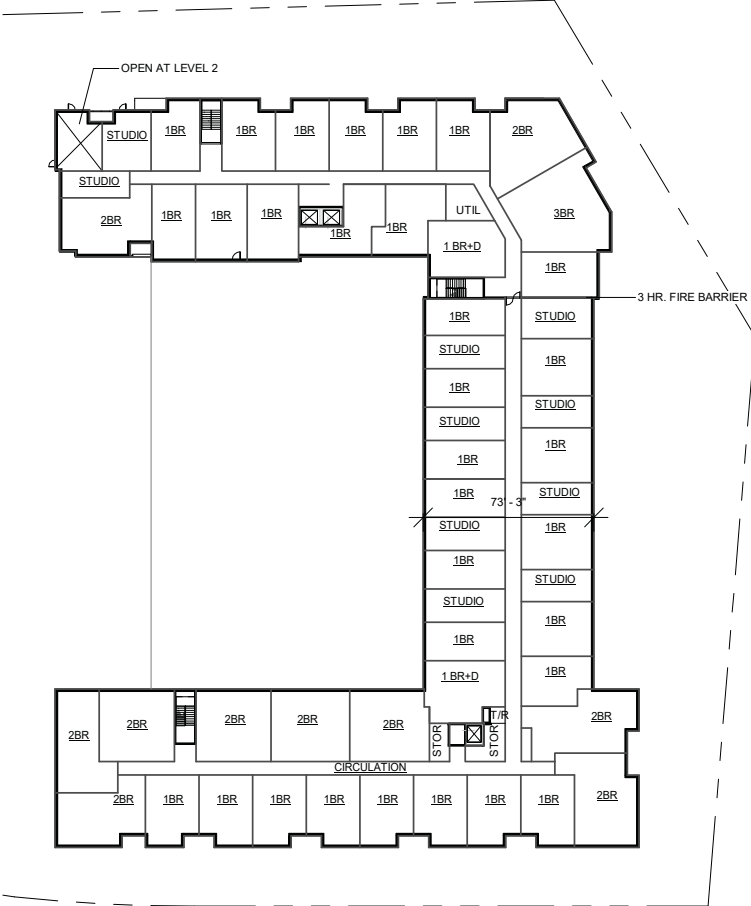 OPEN AT LEVEL 2
STUDIO
1BR
1BR
1BR
1BR
1BR
1BR
2BR
STUDIO
2BR
1BR
1BR
1BR
1BR
1BR
UTIL
1 BR+D
3BR
1BR
3 HR. FIRE BARRIER
1BR
STUDIO
STUDIO
1BR
1BR
STUDIO
STUDIO
1BR
1BR
1BR
STUDIO
73' - 3"
STUDIO
1BR
1BR
STUDIO
STUDIO
1BR
1BR
1 BR+D
1BR
2BR
2BR
2BR
2BR
2BR
STOR
T/R
STOR
2BR
CIRCULATION
2BR
1BR
1BR
1BR
1BR
1BR
1BR
1BR
1BR
2BR